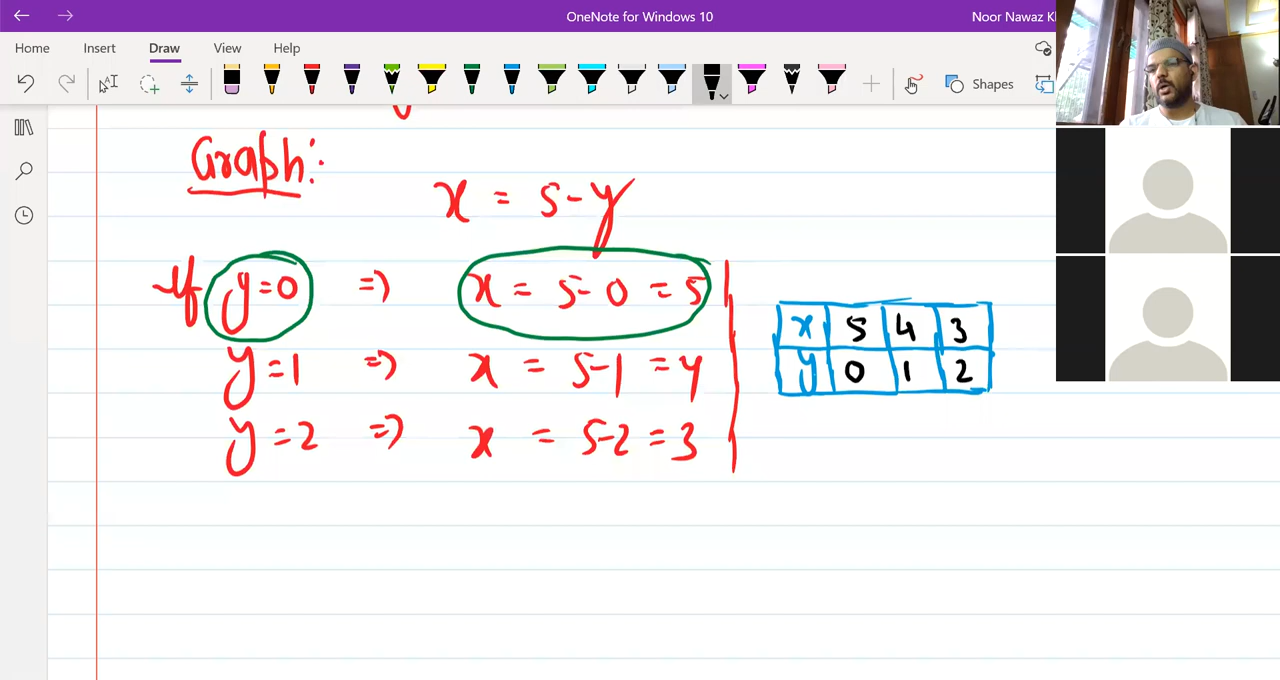 OneNote for Windows 10
Noor Nawaz Kh
Home Insert Draw View Help
Shapes
Graph:
x = 5-y
If y=0 => x = 5-0 = 5
y=1 => x = 5-1 = 4
y=2 => x = 5-2 = 3
x 5 4 3
y 0 1 2